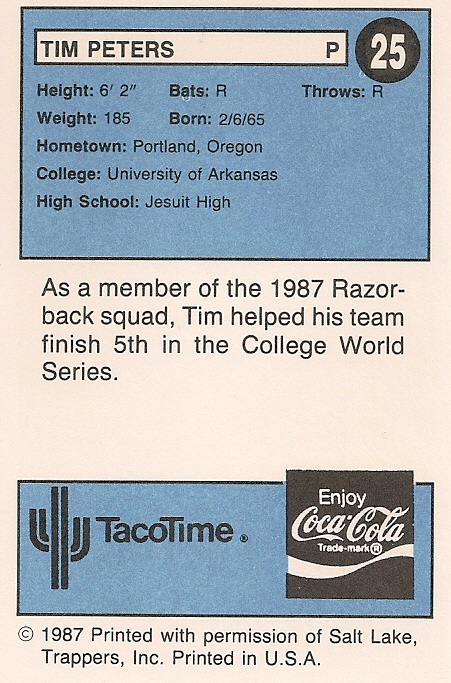 TIM PETERS P 25
Height: 6' 2" Bats: R Throws: R
Weight: 185 Born: 2/6/65
Hometown: Portland, Oregon
College: University of Arkansas
High School: Jesuit High
As a member of the 1987 Razor-
back squad, Tim helped his team
finish 5th in the College World
Series.
TacoTime®
Enjoy
Coca-Cola
Trade-mark®
© 1987 Printed with permission of Salt Lake,
Trappers, Inc. Printed in U.S.A.